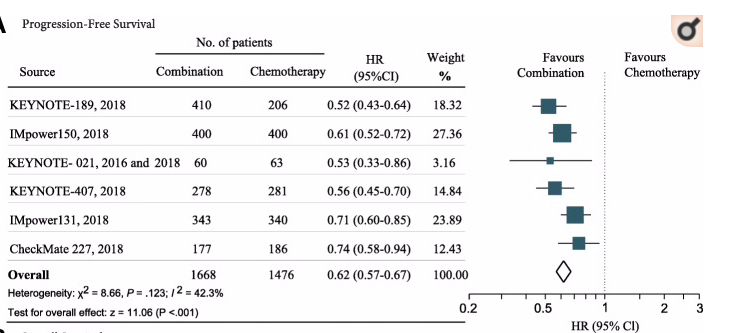 A Progression-Free Survival
No. of patients
Source Combination Chemotherapy HR (95%CI) Weight %
Favours Combination Favours Chemotherapy
KEYNOTE-189, 2018 410 206 0.52 (0.43-0.64) 18.32
IMpower150, 2018 400 400 0.61 (0.52-0.72) 27.36
KEYNOTE- 021, 2016 and 2018 60 63 0.53 (0.33-0.86) 3.16
KEYNOTE-407, 2018 278 281 0.56 (0.45-0.70) 14.84
IMpower131, 2018 343 340 0.71 (0.60-0.85) 23.89
CheckMate 227, 2018 177 186 0.74 (0.58-0.94) 12.43
Overall 1668 1476 0.62 (0.57-0.67) 100.00
Heterogeneity: χ2 = 8.66, P = .123; I 2 = 42.3%
Test for overall effect: z = 11.06 (P <.001)
0.2 0.5 1 2 3
HR (95% CI)